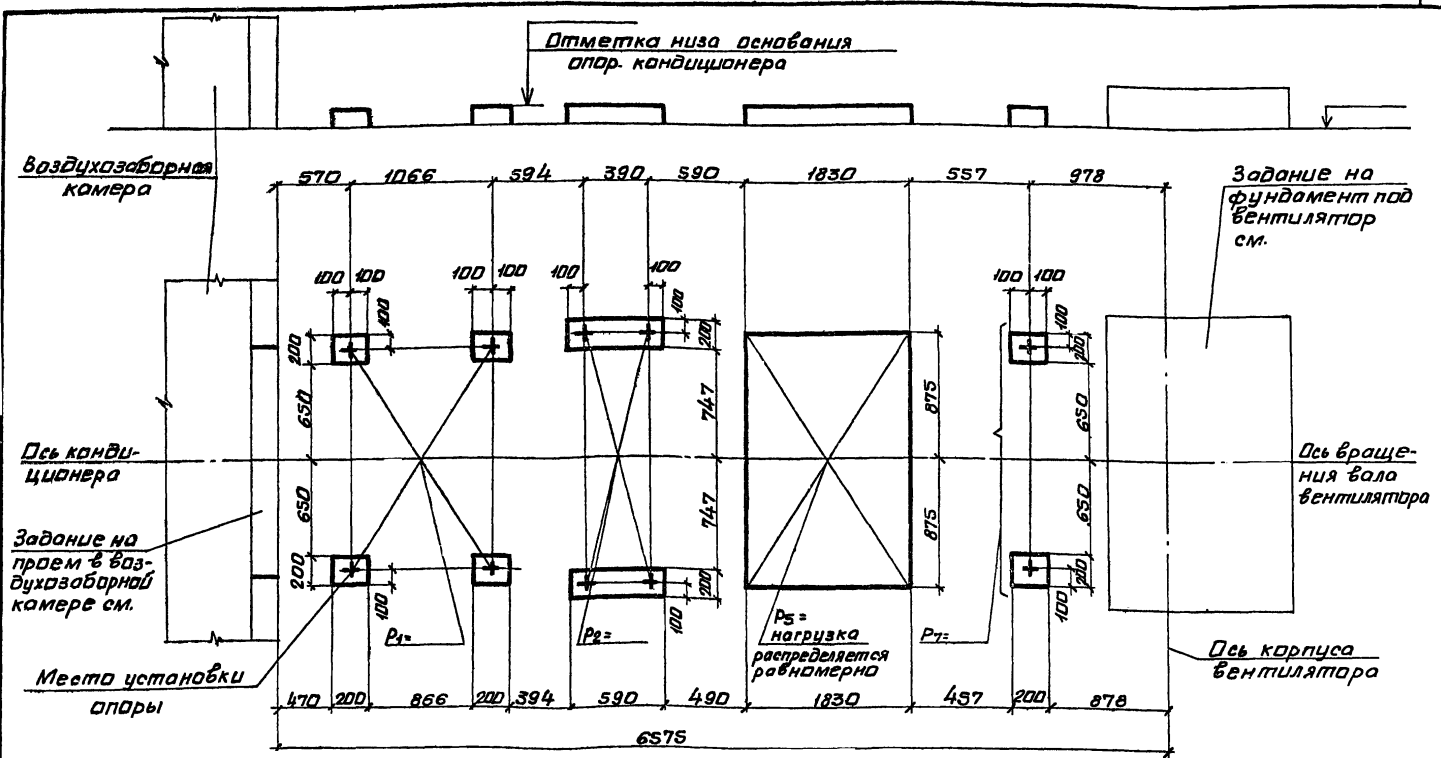 Отметка низа основания
опор. кондиционера
Воздухозаборная
камера
570 1066 594 390 590 1830 557 978
Задание на
фундамент под
вентилятор
см.
100 100 100 100 100 100 100 100
100 100 100
200 200 200
650 747 875 650
Ось конди-
ционера
Ось враще-
ния вала
вентилятора
650 747 875 650
Задание на
проем в воз-
духозаборной
камере см.
200 200 200
100 100 100
P1=
P2=
P5=
нагрузка
распределяется
равномерно
P7=
Место установки
опоры
Ось корпуса
вентилятора
470 200 866 200 394 590 490 1830 457 200 878
6575